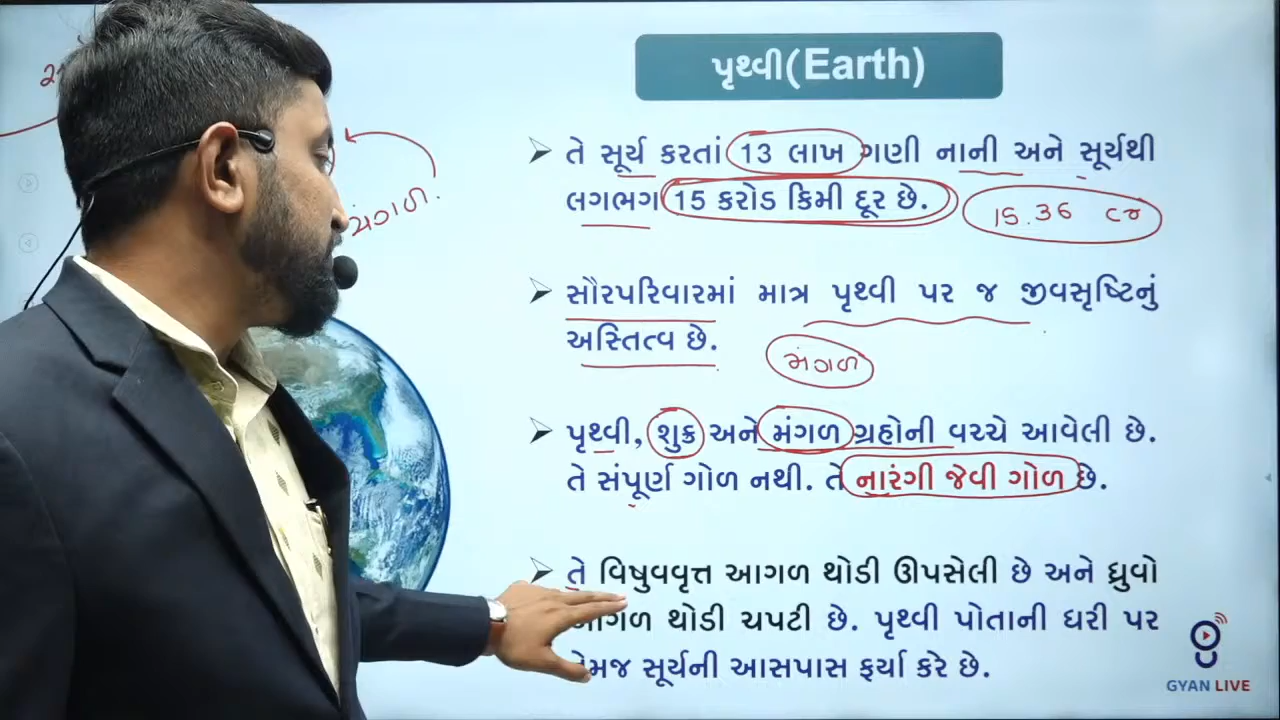 પૃથ્વી(Earth)
તે સૂર્ય કરતાં 13 લાખ ગણી નાની અને સૂર્યથી
લગભગ 15 કરોડ કિમી દૂર છે.
15.36 ca
સૌરપરિવારમાં માત્ર પૃથ્વી પર જ જીવસૃષ્ટિનું
અસ્તિત્વ છે.
મંગળ
પૃથ્વી, શુક્ર અને મંગળ ગ્રહોની વચ્ચે આવેલી છે.
તે સંપૂર્ણ ગોળ નથી. તે નારંગી જેવી ગોળ છે.
તે વિષુવવૃત્ત આગળ થોડી ઊપસેલી છે અને ધ્રુવો
થોડી ચપટી છે. પૃથ્વી પોતાની ધરી પર
સૂર્યની આસપાસ ફર્યા કરે છે.
GYAN LIVE